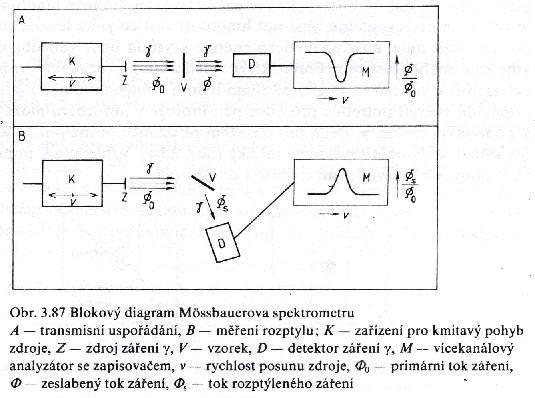 A
K
v
Z
γ
Φ₀
V
γ
Φ
D
M
v
Φ
Φ₀
B
K
v
Z
γ
Φ₀
V
γ
Φₛ
D
M
v
Φₛ
Φ₀
Obr. 3.87 Blokový diagram Mössbauerova spektrometru
A — transmisní uspořádání, B — měření rozptylu; K — zařízení pro kmitavý pohyb
zdroje, Z — zdroj záření γ, V — vzorek, D — detektor záření γ, M — vícekanálový
analyzátor se zapisovačem, v — rychlost posunu zdroje, Φ₀ — primární tok záření,
Φ — zeslabený tok záření, Φₛ — tok rozptýleného záření